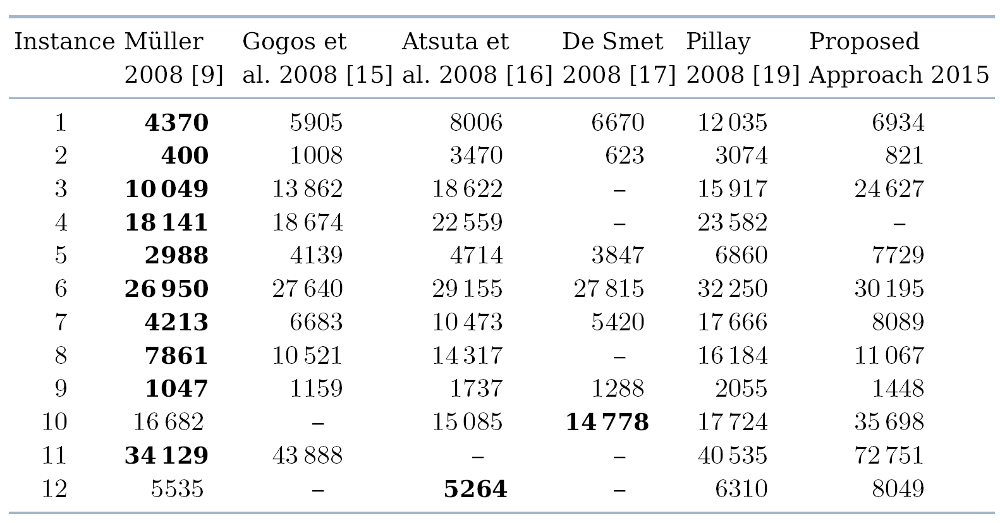 Instance Müller Gogos et Atsuta et De Smet Pillay Proposed
2008 [9] al. 2008 [15] al. 2008 [16] 2008 [17] 2008 [19] Approach 2015
1 4370 5905 8006 6670 12 035 6934
2 400 1008 3470 623 3074 821
3 10 049 13 862 18 622 – 15 917 24 627
4 18 141 18 674 22 559 – 23 582 –
5 2988 4139 4714 3847 6860 7729
6 26 950 27 640 29 155 27 815 32 250 30 195
7 4213 6683 10 473 5420 17 666 8089
8 7861 10 521 14 317 – 16 184 11 067
9 1047 1159 1737 1288 2055 1448
10 16 682 – 15 085 14 778 17 724 35 698
11 34 129 43 888 – – 40 535 72 751
12 5535 – 5264 – 6310 8049